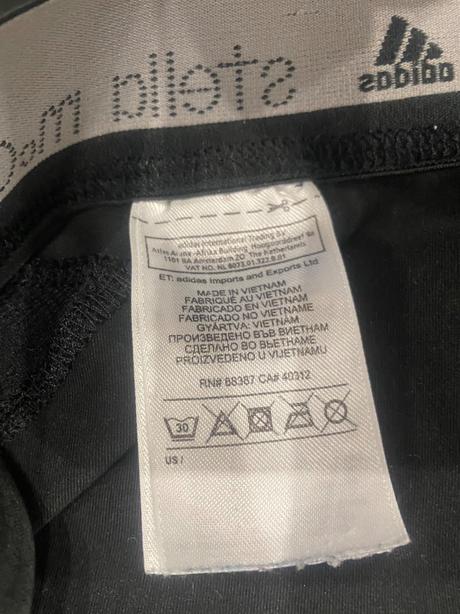 stella mc
adidas
adidas International Trading BV
Atlas Arena -Afrika Building Hoogoorddreef 9a
1101 BA Amsterdam ZO The Netherlands
VAT NO. NL 8073.01.322.B.01
ET: adidas Imports and Exports Ltd
MADE IN VIETNAM
FABRIQUÉ AU VIETNAM
FABRICADO EN VIETNAM
FABRICADO NO VIETNAME
GYÁRTVA: VIETNAM
ПРОИЗВЕДЕНО ВЪВ ВИЕТНАМ
СДЕЛАНО ВО ВЬЕТНАМЕ
PROIZVEDENO U VIJETNAMU
RN# 88387 CA# 40312
30
US /